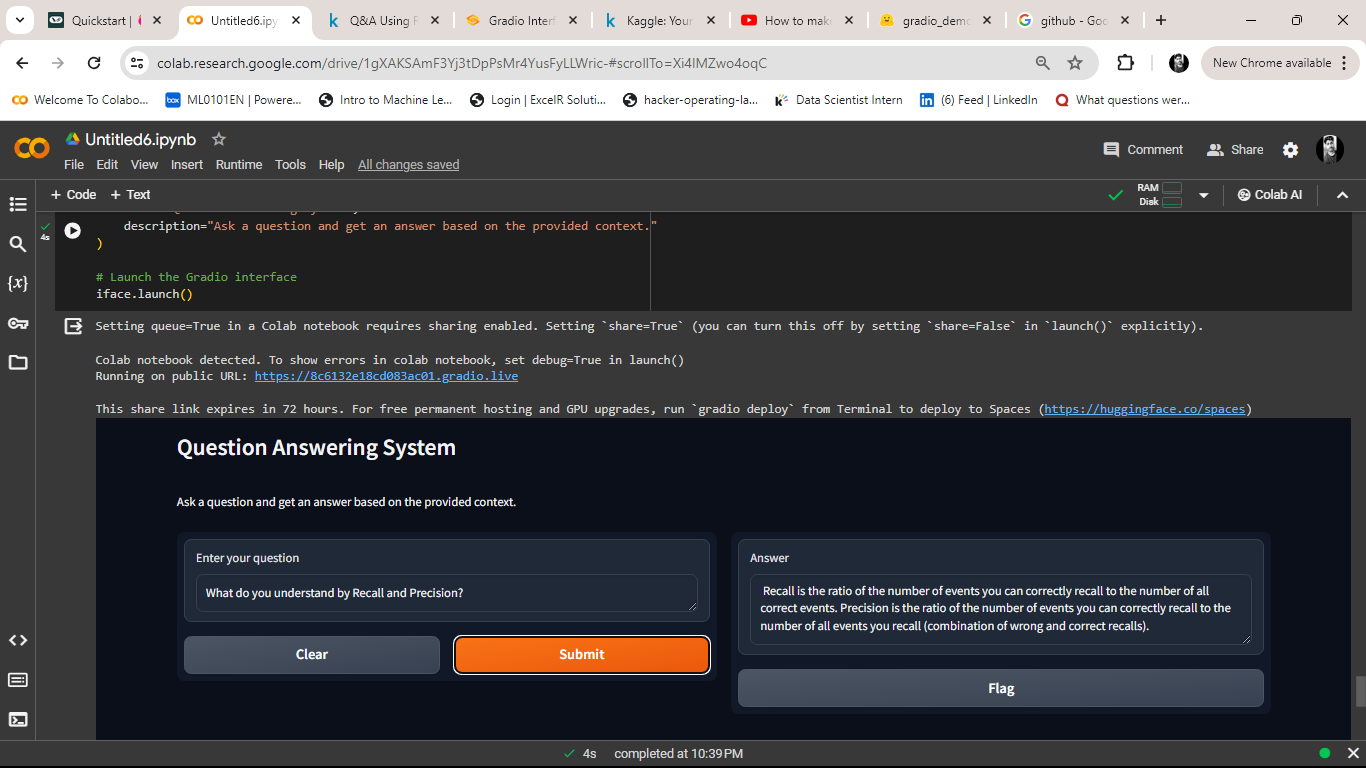 Quickstart |
Untitled6.ipy
Q&A Using F
Gradio Inter
Kaggle: Your
How to mak
gradio_dem
github - Goo
colab.research.google.com/drive/1gXAKSAmF3Yj3tDpPsMr4YusFyLLWric-#scrollTo=Xi4IMZwo4oqC
New Chrome available
Welcome To Colabo...
ML0101EN | Powere...
Intro to Machine Le...
Login | ExcelR Soluti...
hacker-operating-la...
Data Scientist Intern
(6) Feed | LinkedIn
What questions wer...
Untitled6.ipynb
Comment
Share
File Edit View Insert Runtime Tools Help All changes saved
+ Code + Text
RAM
Disk
Colab AI
4s
description="Ask a question and get an answer based on the provided context."
)
# Launch the Gradio interface
iface.launch()
Setting queue=True in a Colab notebook requires sharing enabled. Setting `share=True` (you can turn this off by setting `share=False` in `launch()` explicitly).
Colab notebook detected. To show errors in colab notebook, set debug=True in launch()
Running on public URL: https://8c6132e18cd083ac01.gradio.live
This share link expires in 72 hours. For free permanent hosting and GPU upgrades, run `gradio deploy` from Terminal to deploy to Spaces (https://huggingface.co/spaces)
Question Answering System
Ask a question and get an answer based on the provided context.
Enter your question
What do you understand by Recall and Precision?
Clear
Submit
Answer
Recall is the ratio of the number of events you can correctly recall to the number of all
correct events. Precision is the ratio of the number of events you can correctly recall to the
number of all events you recall (combination of wrong and correct recalls).
Flag
4s completed at 10:39 PM